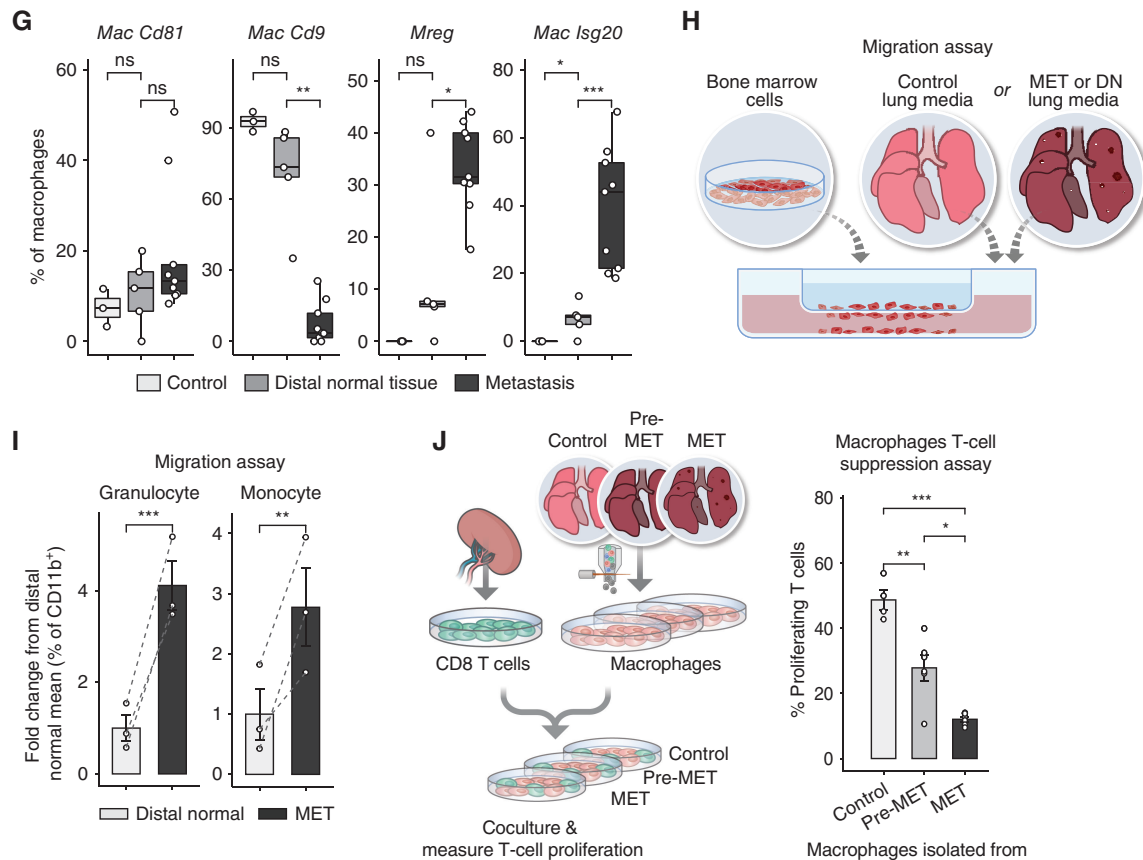 G
Mac Cd81
Mac Cd9
Mreg
Mac Isg20
% of macrophages
60
40
20
0
ns
ns
90
60
30
0
ns
**
50
40
30
20
10
0
ns
*
80
60
40
20
0
*
***
Control
Distal normal tissue
Metastasis
H
Migration assay
Bone marrow
cells
Control
lung media
or
MET or DN
lung media
I
Migration assay
Granulocyte
Monocyte
Fold change from distal
normal mean (% of CD11b+)
4
2
0
***
4
3
2
1
0
**
Distal normal
MET
J
Control
Pre-
MET
MET
CD8 T cells
Macrophages
Control
Pre-MET
MET
Coculture &
measure T-cell proliferation
Macrophages T-cell
suppression assay
% Proliferating T cells
80
60
40
20
0
***
*
**
Control
Pre-MET
MET
Macrophages isolated from